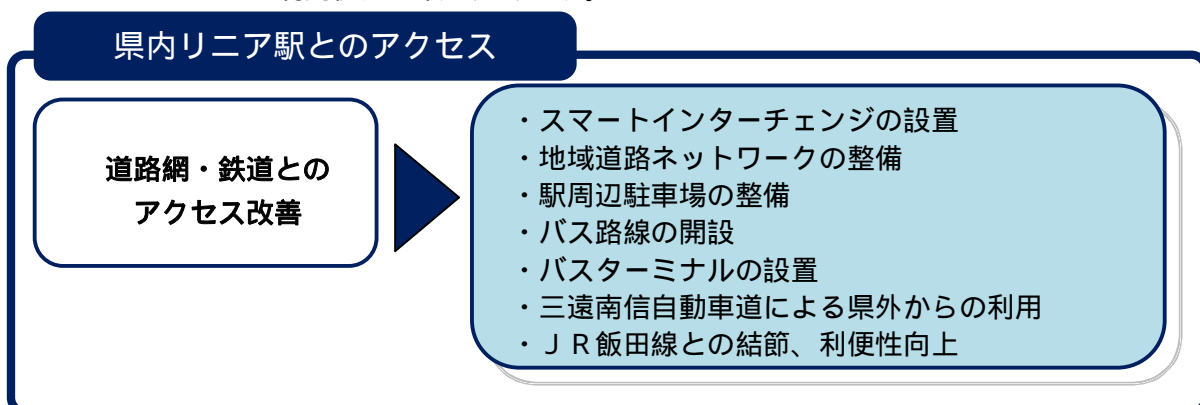 県内リニア駅とのアクセス
道路網・鉄道との
アクセス改善
・スマートインターチェンジの設置
・地域道路ネットワークの整備
・駅周辺駐車場の整備
・バス路線の開設
・バスターミナルの設置
・三遠南信自動車道による県外からの利用
・ＪＲ飯田線との結節、利便性向上